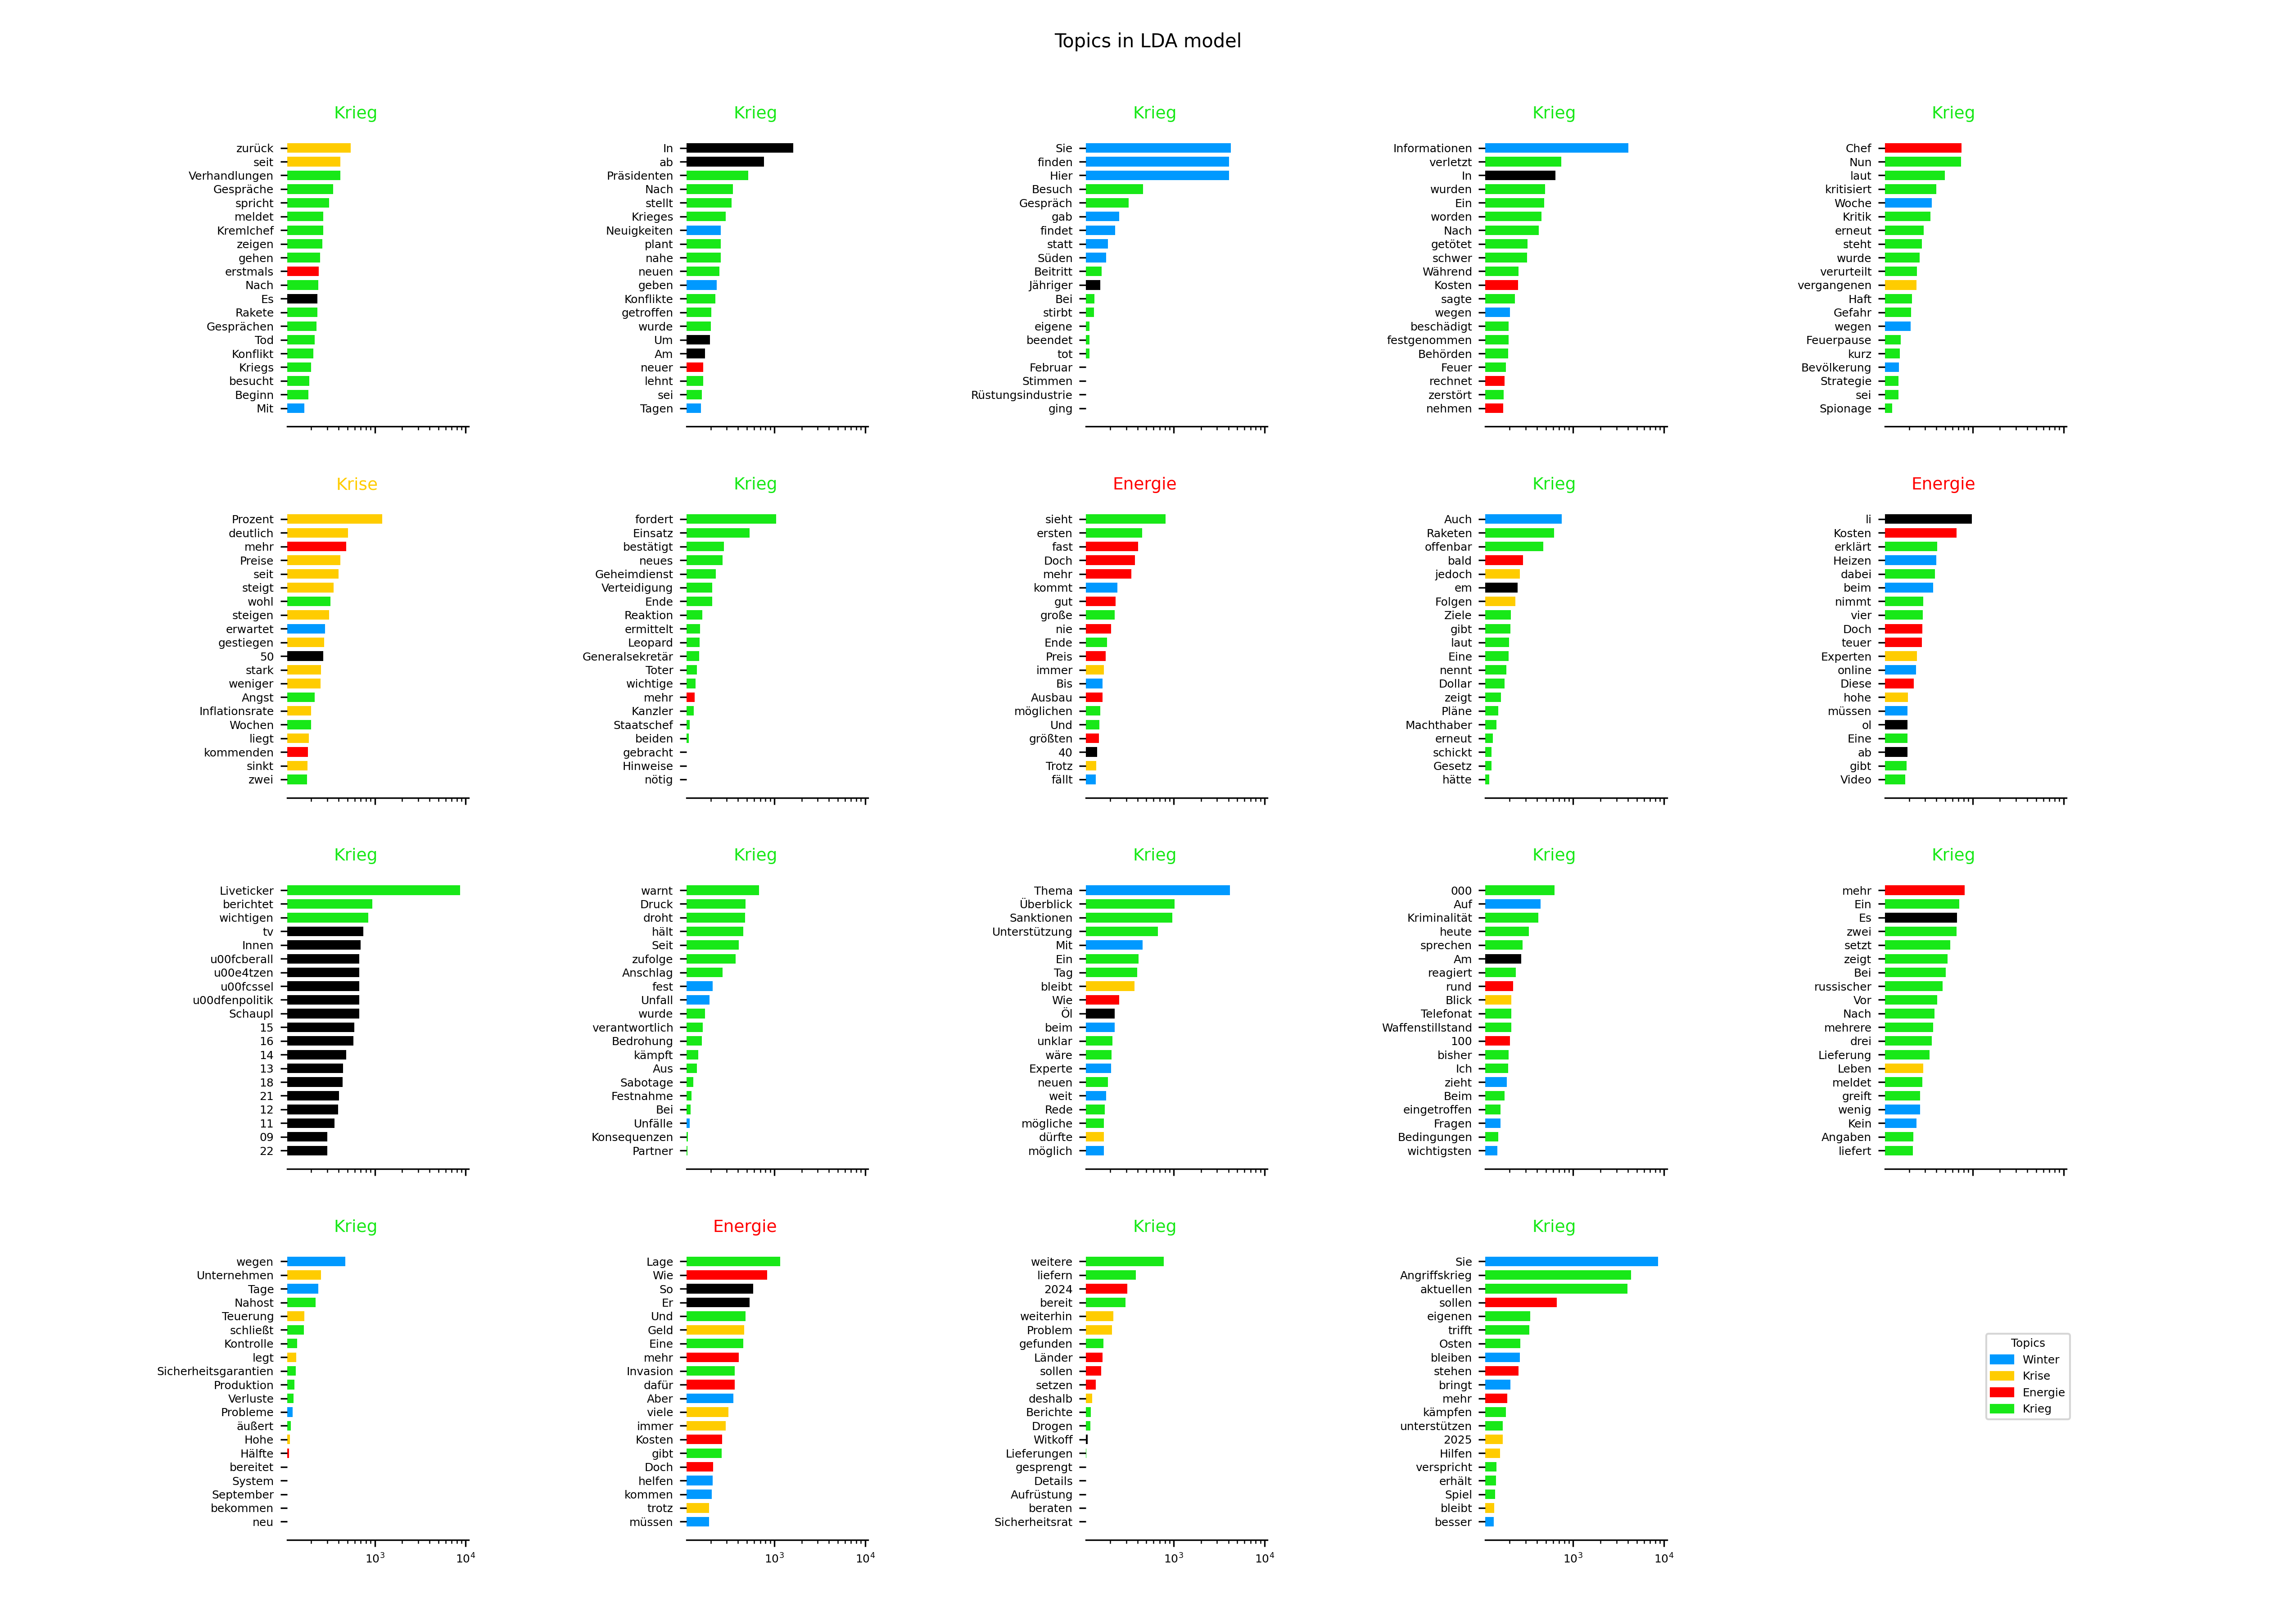 Topics in LDA model
Krieg
zurück
seit
Verhandlungen
Gespräche
spricht
meldet
Kremlchef
zeigen
gehen
erstmals
Nach
Es
Rakete
Gesprächen
Tod
Konflikt
Kriegs
besucht
Beginn
Mit
Krieg
In
ab
Präsidenten
Nach
stellt
Krieges
Neuigkeiten
plant
nahe
neuen
geben
Konflikte
getroffen
wurde
Um
Am
neuer
lehnt
sei
Tagen
Krieg
Sie
finden
Hier
Besuch
Gespräch
gab
findet
statt
Süden
Beitritt
Jähriger
Bei
stirbt
eigene
beendet
tot
Februar
Stimmen
Rüstungsindustrie
ging
Krieg
Informationen
verletzt
In
wurden
Ein
worden
Nach
getötet
schwer
Während
Kosten
sagte
wegen
beschädigt
festgenommen
Behörden
Feuer
rechnet
zerstört
nehmen
Krieg
Chef
Nun
laut
kritisiert
Woche
Kritik
erneut
steht
wurde
verurteilt
vergangenen
Haft
Gefahr
wegen
Feuerpause
kurz
Bevölkerung
Strategie
sei
Spionage
Krise
Prozent
deutlich
mehr
Preise
seit
steigt
wohl
steigen
erwartet
gestiegen
50
stark
weniger
Angst
Inflationsrate
Wochen
liegt
kommenden
sinkt
zwei
Krieg
fordert
Einsatz
bestätigt
neues
Geheimdienst
Verteidigung
Ende
Reaktion
ermittelt
Leopard
Generalsekretär
Toter
wichtige
mehr
Kanzler
Staatschef
beiden
gebracht
Hinweise
nötig
Energie
sieht
ersten
fast
Doch
mehr
kommt
gut
große
nie
Ende
Preis
immer
Bis
Ausbau
möglichen
Und
größten
40
Trotz
fällt
Krieg
Auch
Raketen
offenbar
bald
jedoch
em
Folgen
Ziele
gibt
laut
Eine
nennt
Dollar
zeigt
Pläne
Machthaber
erneut
schickt
Gesetz
hätte
Energie
li
Kosten
erklärt
Heizen
dabei
beim
nimmt
vier
Doch
teuer
Experten
online
Diese
hohe
müssen
ol
Eine
ab
gibt
Video
Krieg
Liveticker
berichtet
wichtigen
tv
Innen
u00fcberall
u00e4tzen
u00fcssel
u00dfenpolitik
Schaupl
15
16
14
13
18
21
12
11
09
22
Krieg
warnt
Druck
droht
hält
Seit
zufolge
Anschlag
fest
Unfall
wurde
verantwortlich
Bedrohung
kämpft
Aus
Sabotage
Festnahme
Bei
Unfälle
Konsequenzen
Partner
Krieg
Thema
Überblick
Sanktionen
Unterstützung
Mit
Ein
Tag
bleibt
Wie
Öl
beim
unklar
wäre
Experte
neuen
weit
Rede
mögliche
dürfte
möglich
Krieg
000
Auf
Kriminalität
heute
sprechen
Am
reagiert
rund
Blick
Telefonat
Waffenstillstand
100
bisher
Ich
zieht
Beim
eingetroffen
Fragen
Bedingungen
wichtigsten
Krieg
mehr
Ein
Es
zwei
setzt
zeigt
Bei
russischer
Vor
Nach
mehrere
drei
Lieferung
Leben
meldet
greift
wenig
Kein
Angaben
liefert
Krieg
wegen
Unternehmen
Tage
Nahost
Teuerung
schließt
Kontrolle
legt
Sicherheitsgarantien
Produktion
Verluste
Probleme
äußert
Hohe
Hälfte
bereitet
System
September
bekommen
neu
10³ 10⁴
Energie
Lage
Wie
So
Er
Und
Geld
Eine
mehr
Invasion
dafür
Aber
viele
immer
Kosten
gibt
Doch
helfen
kommen
trotz
müssen
10³ 10⁴
Krieg
weitere
liefern
2024
bereit
weiterhin
Problem
gefunden
Länder
sollen
setzen
deshalb
Berichte
Drogen
Witkoff
Lieferungen
gesprengt
Details
Aufrüstung
beraten
Sicherheitsrat
10³ 10⁴
Krieg
Sie
Angriffskrieg
aktuellen
sollen
eigenen
trifft
Osten
bleiben
stehen
bringt
mehr
kämpfen
unterstützen
2025
Hilfen
verspricht
erhält
Spiel
bleibt
besser
10³ 10⁴
Topics
Winter
Krise
Energie
Krieg